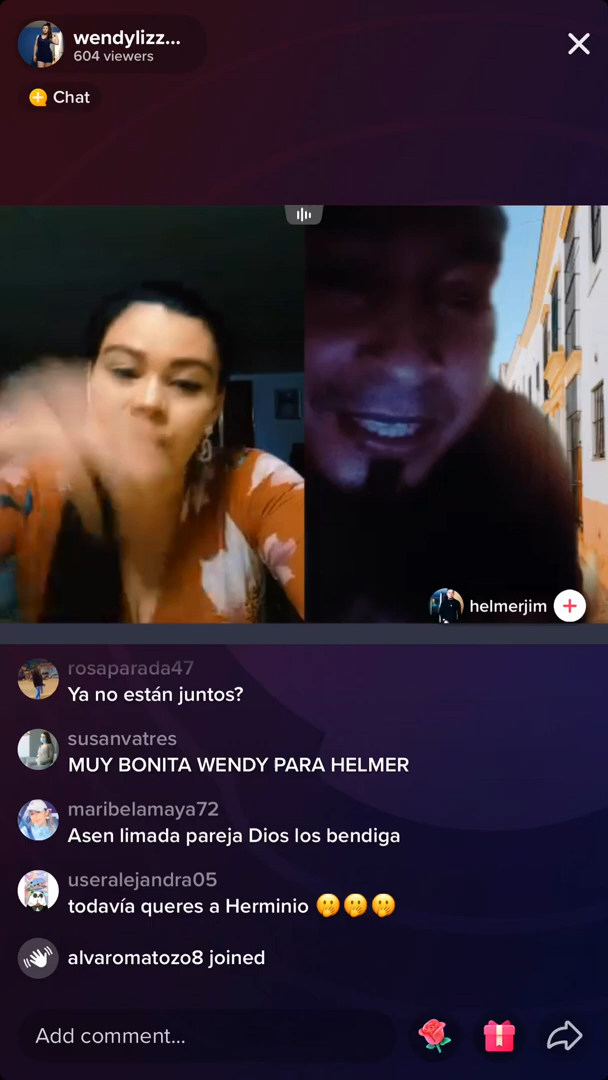 wendylizz...
604 viewers
Chat
helmerjim
rosaparada47
Ya no están juntos?
susanvatres
MUY BONITA WENDY PARA HELMER
maribelamaya72
Asen limada pareja Dios los bendiga
useralejandra05
todavía queres a Herminio 🤭🤭🤭
alvaromatozo8 joined
Add comment...